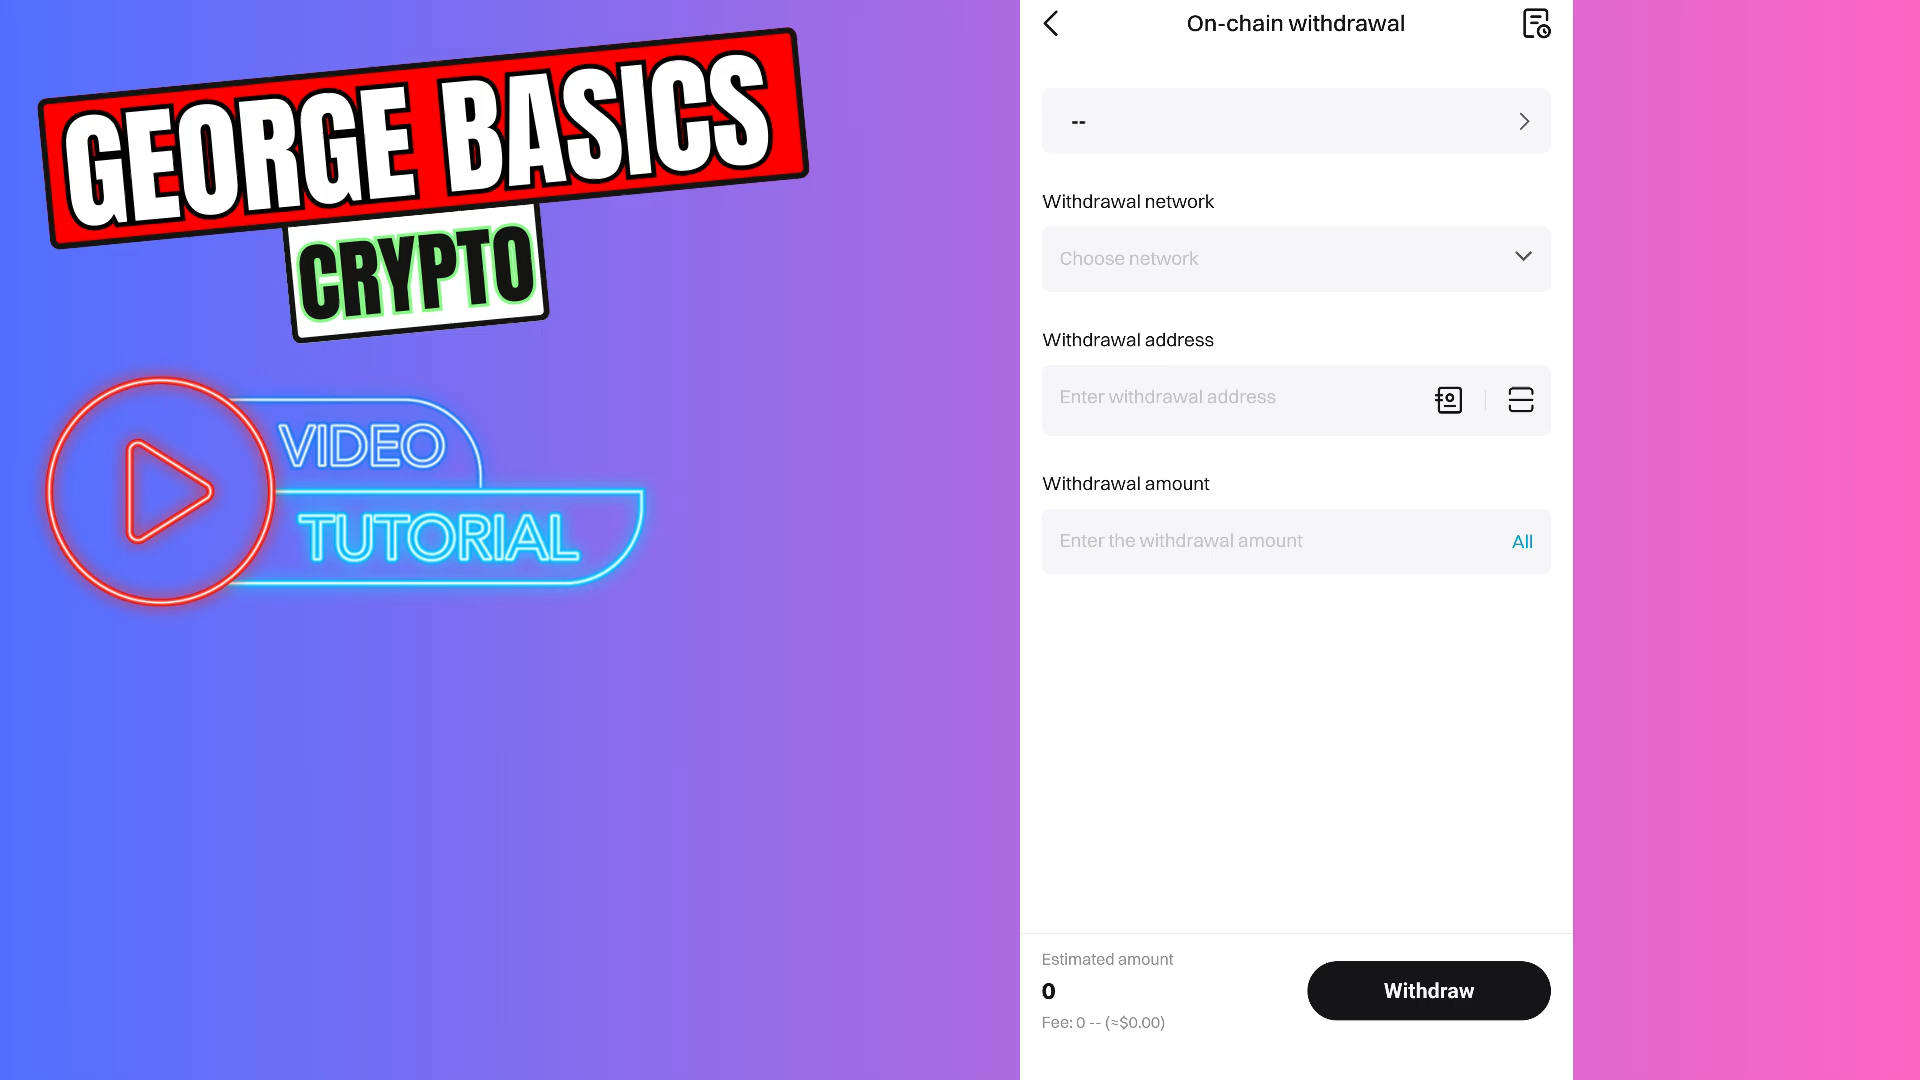 GEORGE BASICS
CRYPTO
VIDEO
TUTORIAL
On-chain withdrawal
--
Withdrawal network
Choose network
Withdrawal address
Enter withdrawal address
Withdrawal amount
Enter the withdrawal amount
All
Estimated amount
0
Fee: 0 -- (≈$0.00)
Withdraw